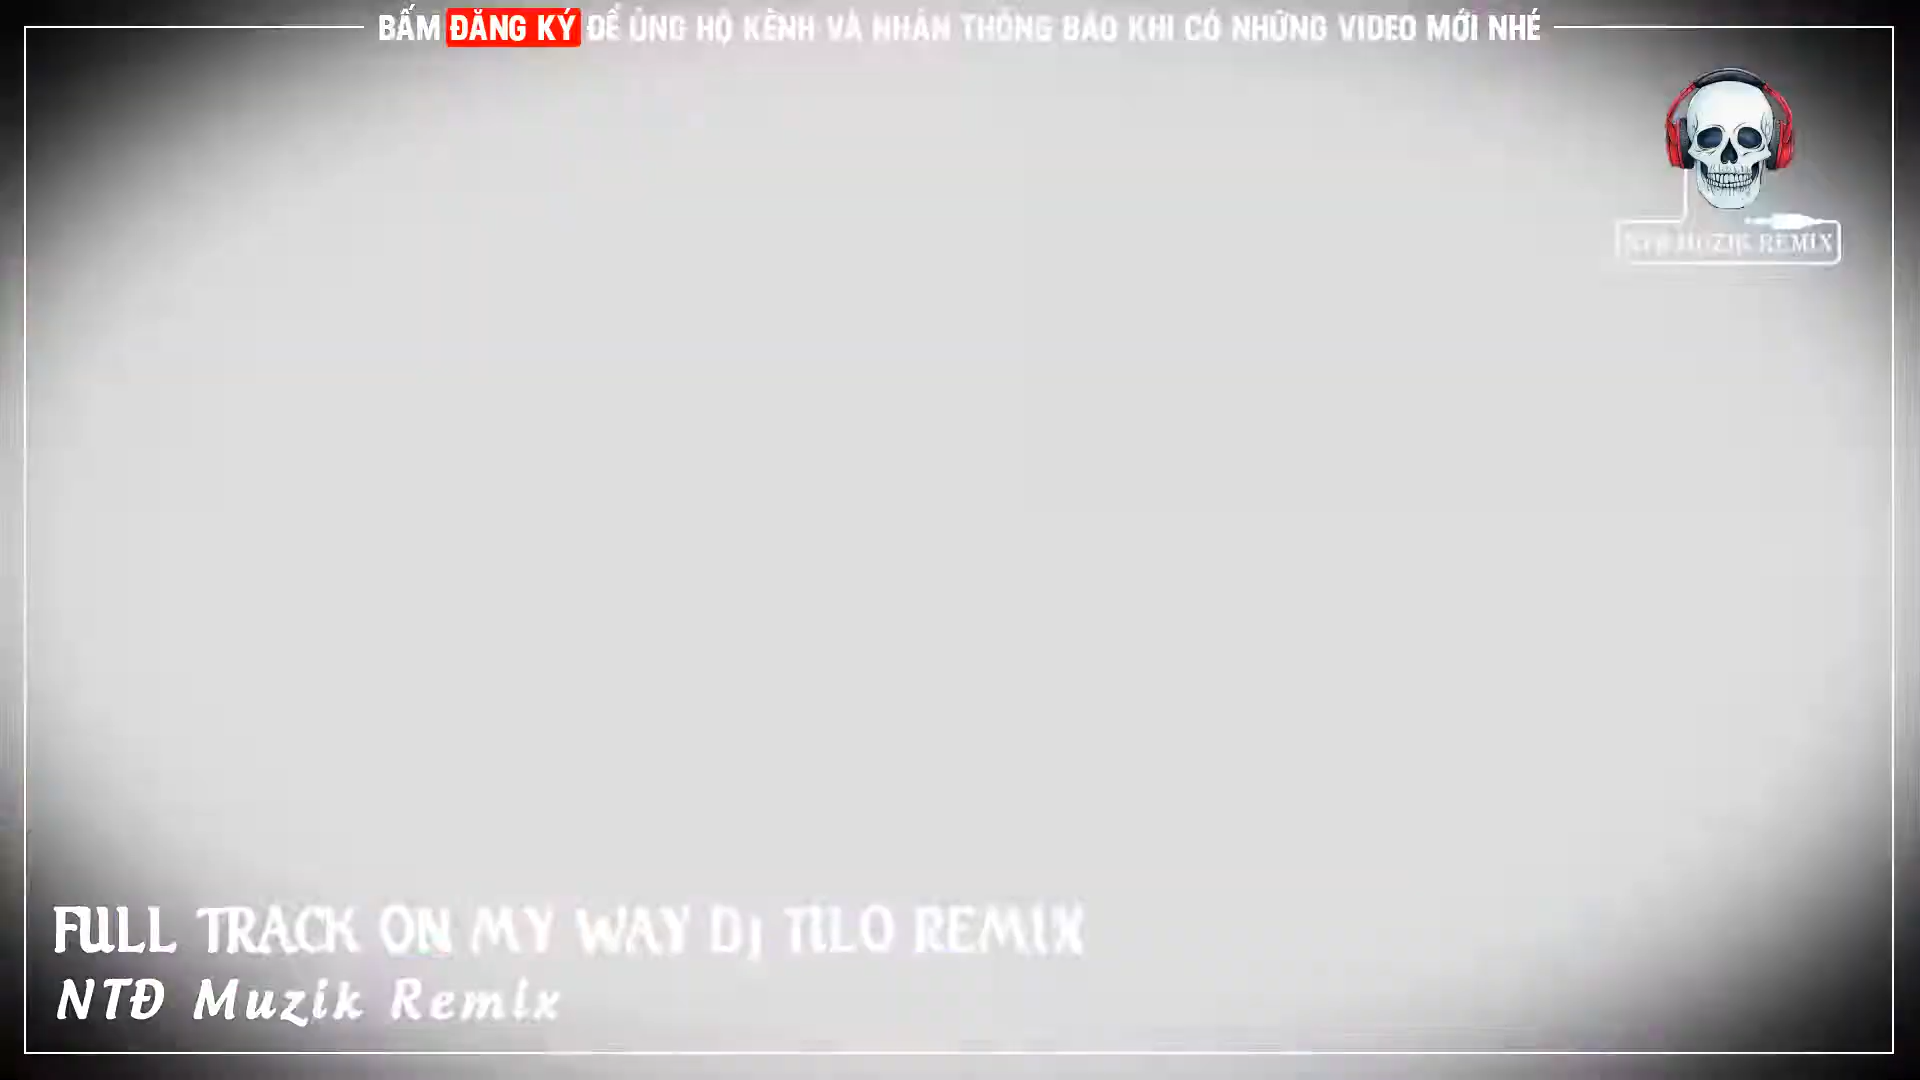 BẤM ĐĂNG KÝ ĐỂ ỦNG HỘ KÊNH VÀ NHẬN THÔNG BÁO KHI CÓ NHỮNG VIDEO MỚI NHÉ
NTĐ MUZIK REMIX
FULL TRACK ON MY WAY DJ TILO REMIX
NTĐ Muzik Remix